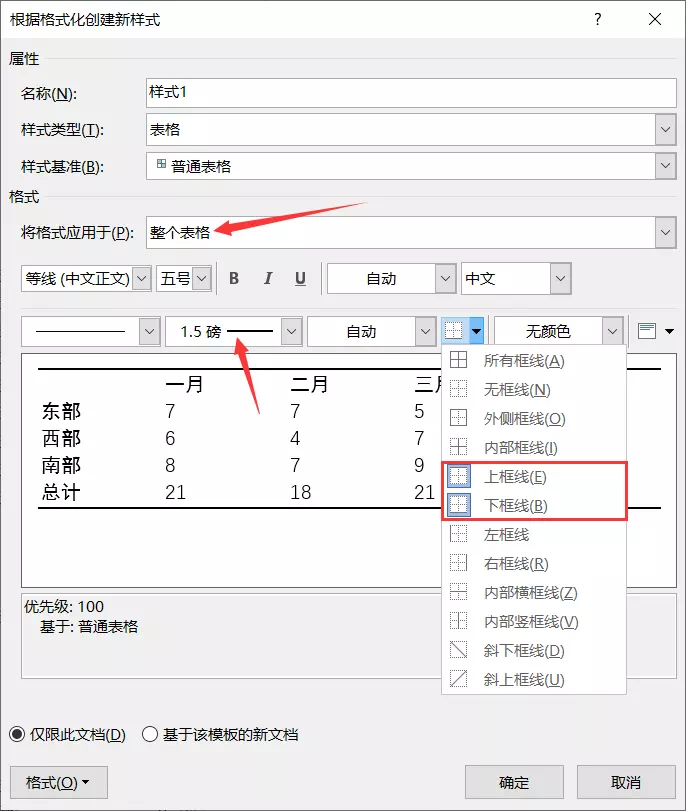 根据格式化创建新样式 ?
属性
名称(N): 样式1
样式类型(T): 表格
样式基准(B): 普通表格
格式
将格式应用于(P): 整个表格
等线 (中文正文) 五号 B I U 自动 中文
1.5 磅 自动 无颜色
所有框线(A)
无框线(N)
外侧框线(O)
内部框线(I)
上框线(E)
下框线(B)
左框线
右框线(R)
内部横框线(Z)
内部竖框线(V)
斜下框线(D)
斜上框线(U)
一月 二月 三
东部 7 7 5
西部 6 4 7
南部 8 7 9
总计 21 18 21
优先级: 100
基于: 普通表格
仅限此文档(D) 基于该模板的新文档
格式(O) 确定 取消